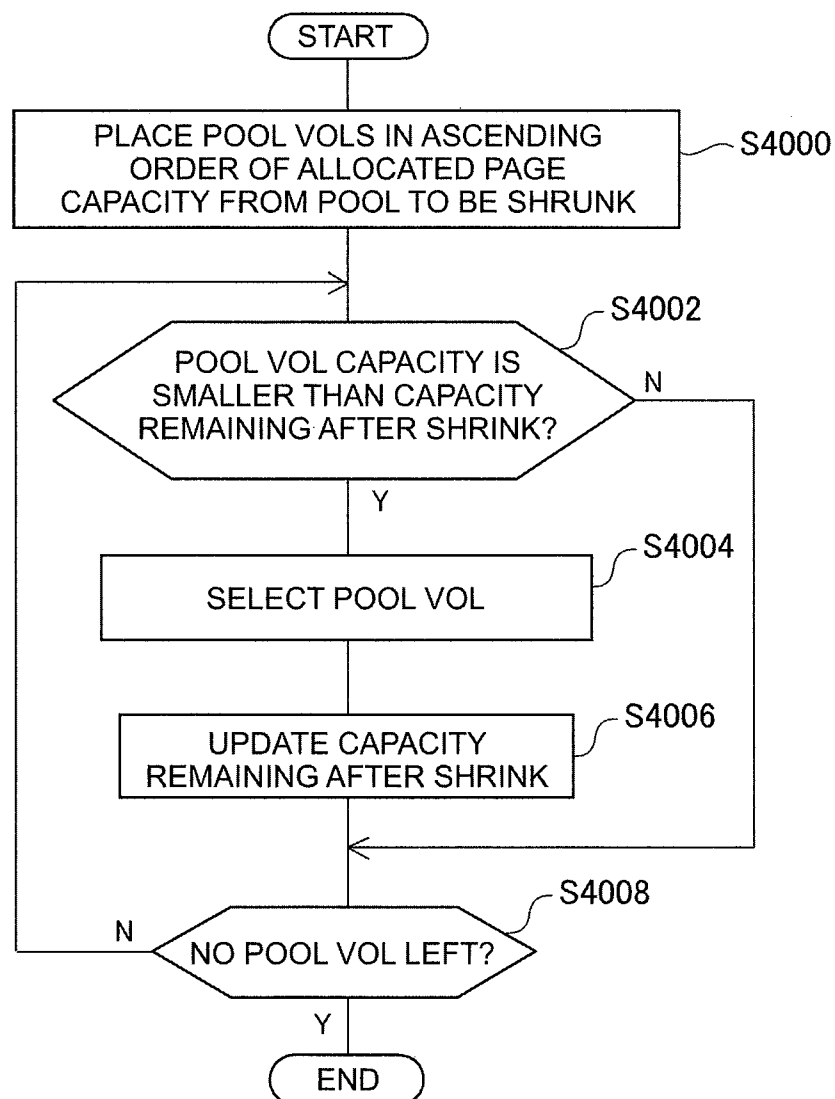 START
PLACE POOL VOLS IN ASCENDING
ORDER OF ALLOCATED PAGE
CAPACITY FROM POOL TO BE SHRUNK
S4000
S4002
POOL VOL CAPACITY IS
SMALLER THAN CAPACITY
REMAINING AFTER SHRINK?
N
Y
S4004
SELECT POOL VOL
S4006
UPDATE CAPACITY
REMAINING AFTER SHRINK
S4008
N
NO POOL VOL LEFT?
Y
END